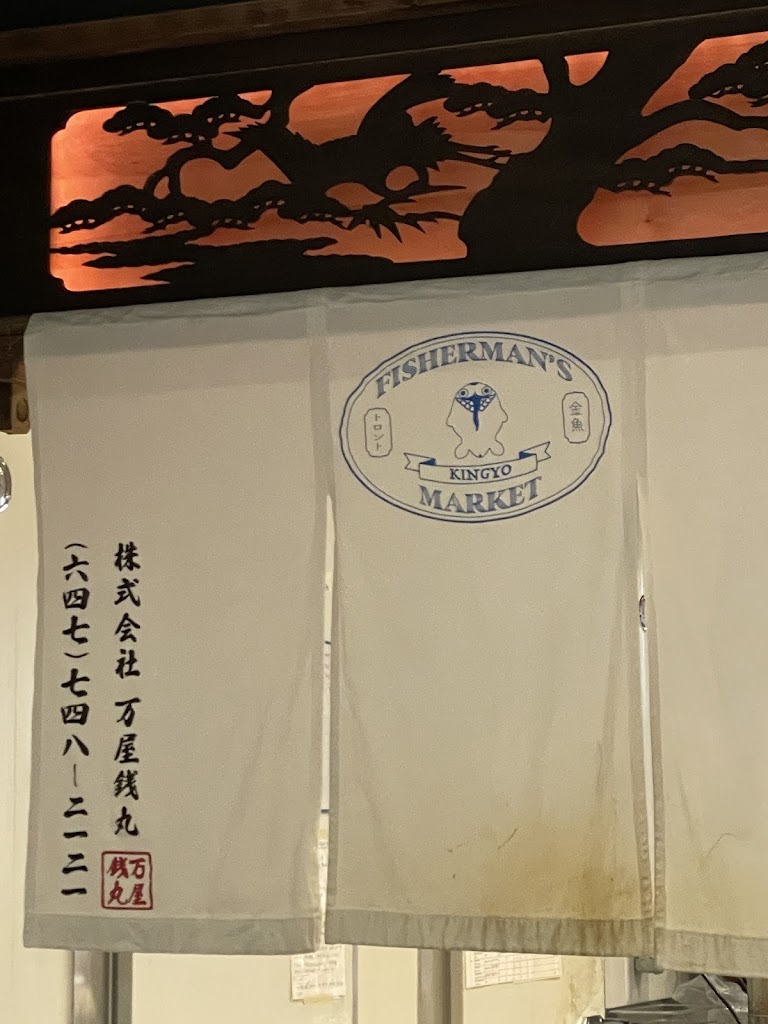 FISHERMAN'S
トロント
金魚
KINGYO
MARKET
株式会社 万屋銭丸
(六四七)七四八-二一二一
万屋
銭丸